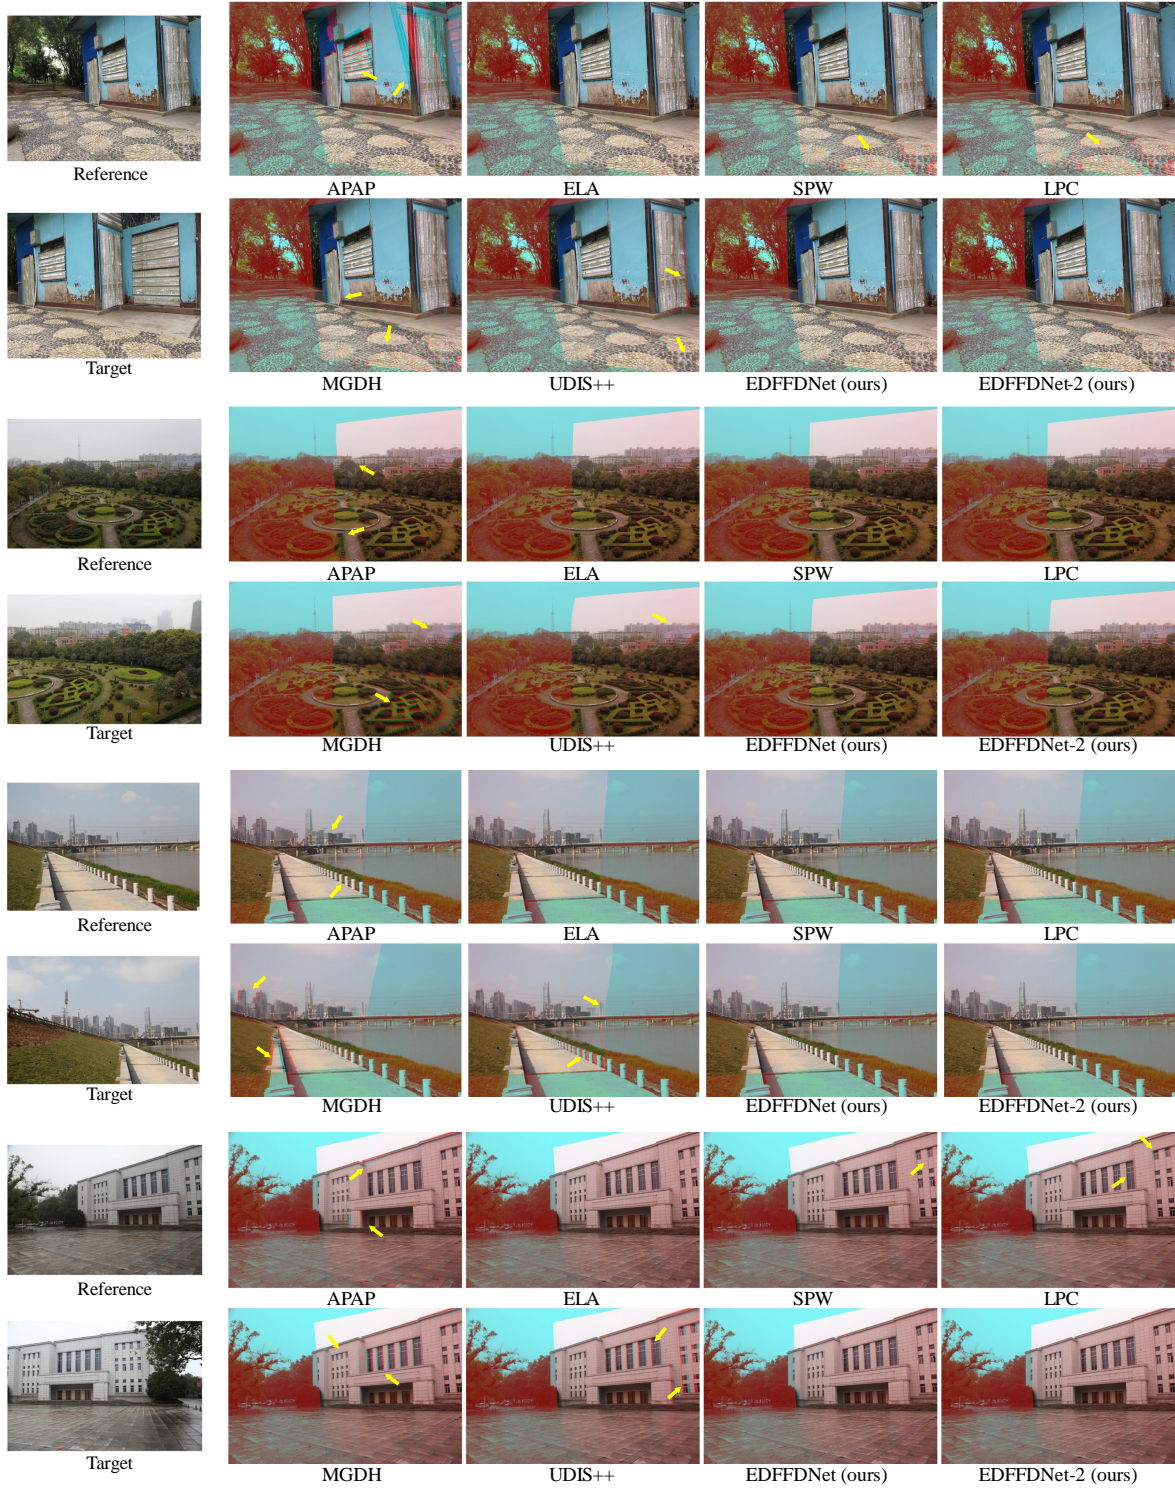 Reference
APAP
ELA
SPW
LPC
Target
MGDH
UDIS++
EDFFDNet (ours)
EDFFDNet-2 (ours)
Reference
APAP
ELA
SPW
LPC
Target
MGDH
UDIS++
EDFFDNet (ours)
EDFFDNet-2 (ours)
Reference
APAP
ELA
SPW
LPC
Target
MGDH
UDIS++
EDFFDNet (ours)
EDFFDNet-2 (ours)
Reference
APAP
ELA
SPW
LPC
Target
MGDH
UDIS++
EDFFDNet (ours)
EDFFDNet-2 (ours)